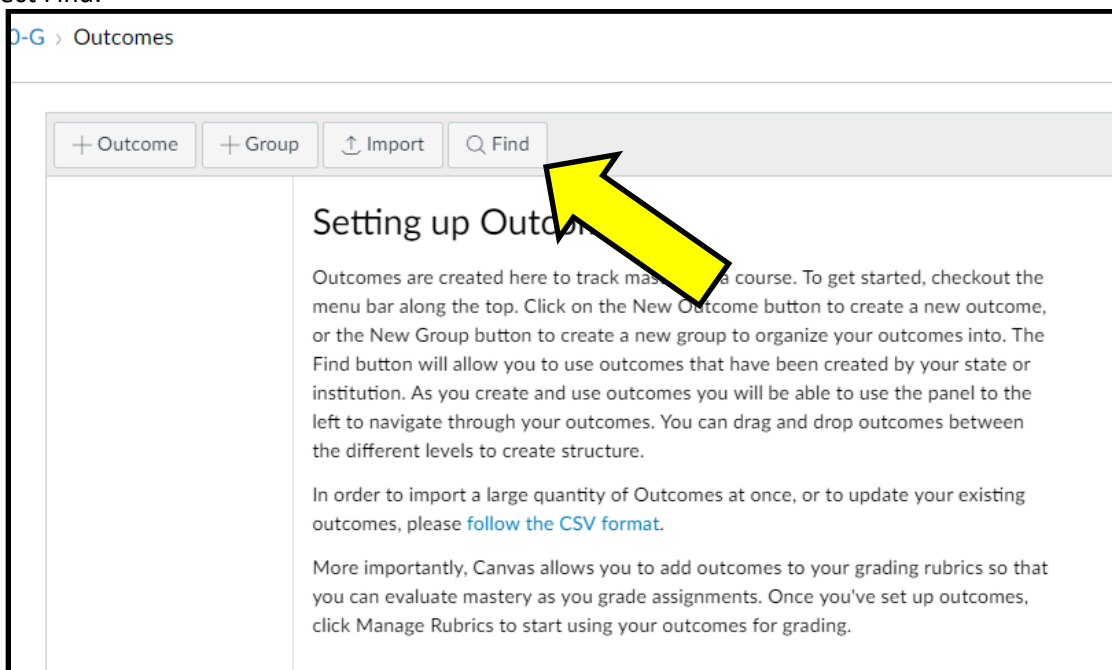 Find.
0-G › Outcomes
+ Outcome + Group Import Find
Setting up
Outcomes are created here to track course. To get started, checkout the
menu bar along the top. Click on the New Outcome button to create a new outcome,
or the New Group button to create a new group to organize your outcomes into. The
Find button will allow you to use outcomes that have been created by your state or
institution. As you create and use outcomes you will be able to use the panel to the
left to navigate through your outcomes. You can drag and drop outcomes between
the different levels to create structure.
In order to import a large quantity of Outcomes at once, or to update your existing
outcomes, please follow the CSV format.
More importantly, Canvas allows you to add outcomes to your grading rubrics so that
you can evaluate mastery as you grade assignments. Once you've set up outcomes,
click Manage Rubrics to start using your outcomes for grading.